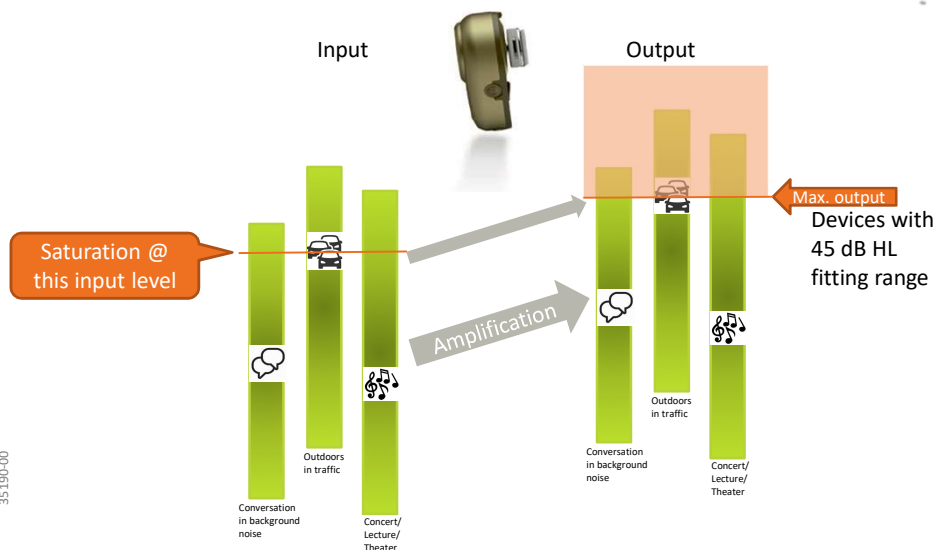 Input
Output
Saturation @
this input level
Max. output
Devices with
45 dB HL
fitting range
Amplification
Outdoors
in traffic
Conversation
in background
noise
Concert/
Lecture/
Theater
Outdoors
in traffic
Conversation
in background
noise
Concert/
Lecture/
Theater
35190-00